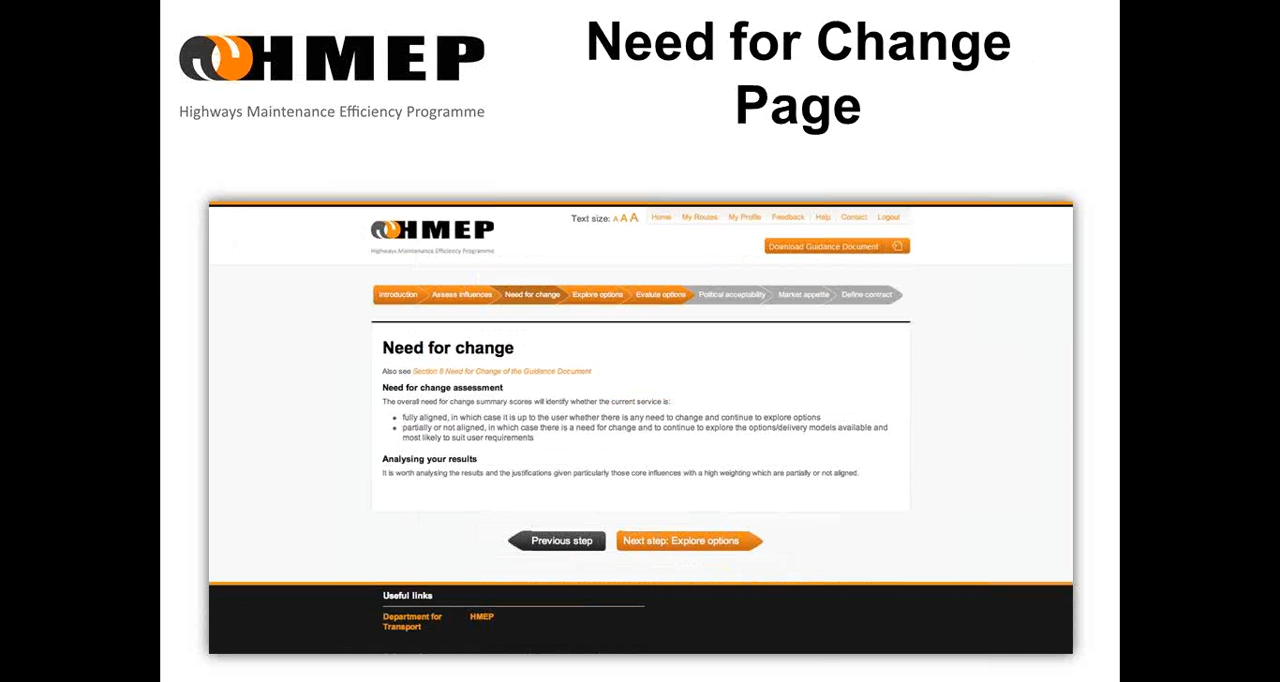 HMEP
Highways Maintenance Efficiency Programme
Need for Change
Page
HMEP
Highways Maintenance Efficiency Programme
Text size: A A A
Home My Routes My Profile Feedback Help Contact Logout
Download Guidance Document
Introduction Assess influences Need for change Explore options Evalute options Political acceptability Market appetite Define contract
Need for change
Also see Section 8 Need for Change of the Guidance Document
Need for change assessment
The overall need for change summary scores will identify whether the current service is:
• fully aligned, in which case it is up to the user whether there is any need to change and continue to explore options
• partially or not aligned, in which case there is a need for change and to continue to explore the options/delivery models available and
most likely to suit user requirements
Analysing your results
It is worth analysing the results and the justifications given particularly those core influences with a high weighting which are partially or not aligned.
Previous step Next step: Explore options
Useful links
Department for HMEP
Transport